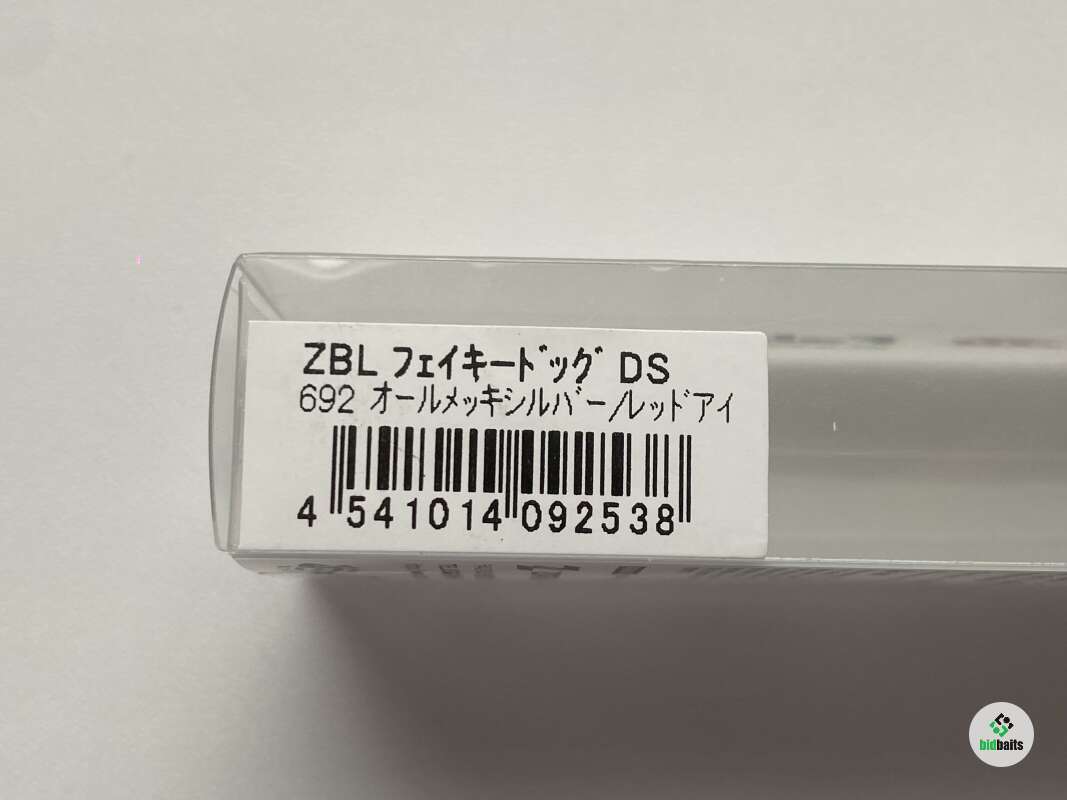 ZBL フェイキードッグ DS
692 オールメッキシルバー/レッドアイ
4 541014 092538
bidbaits